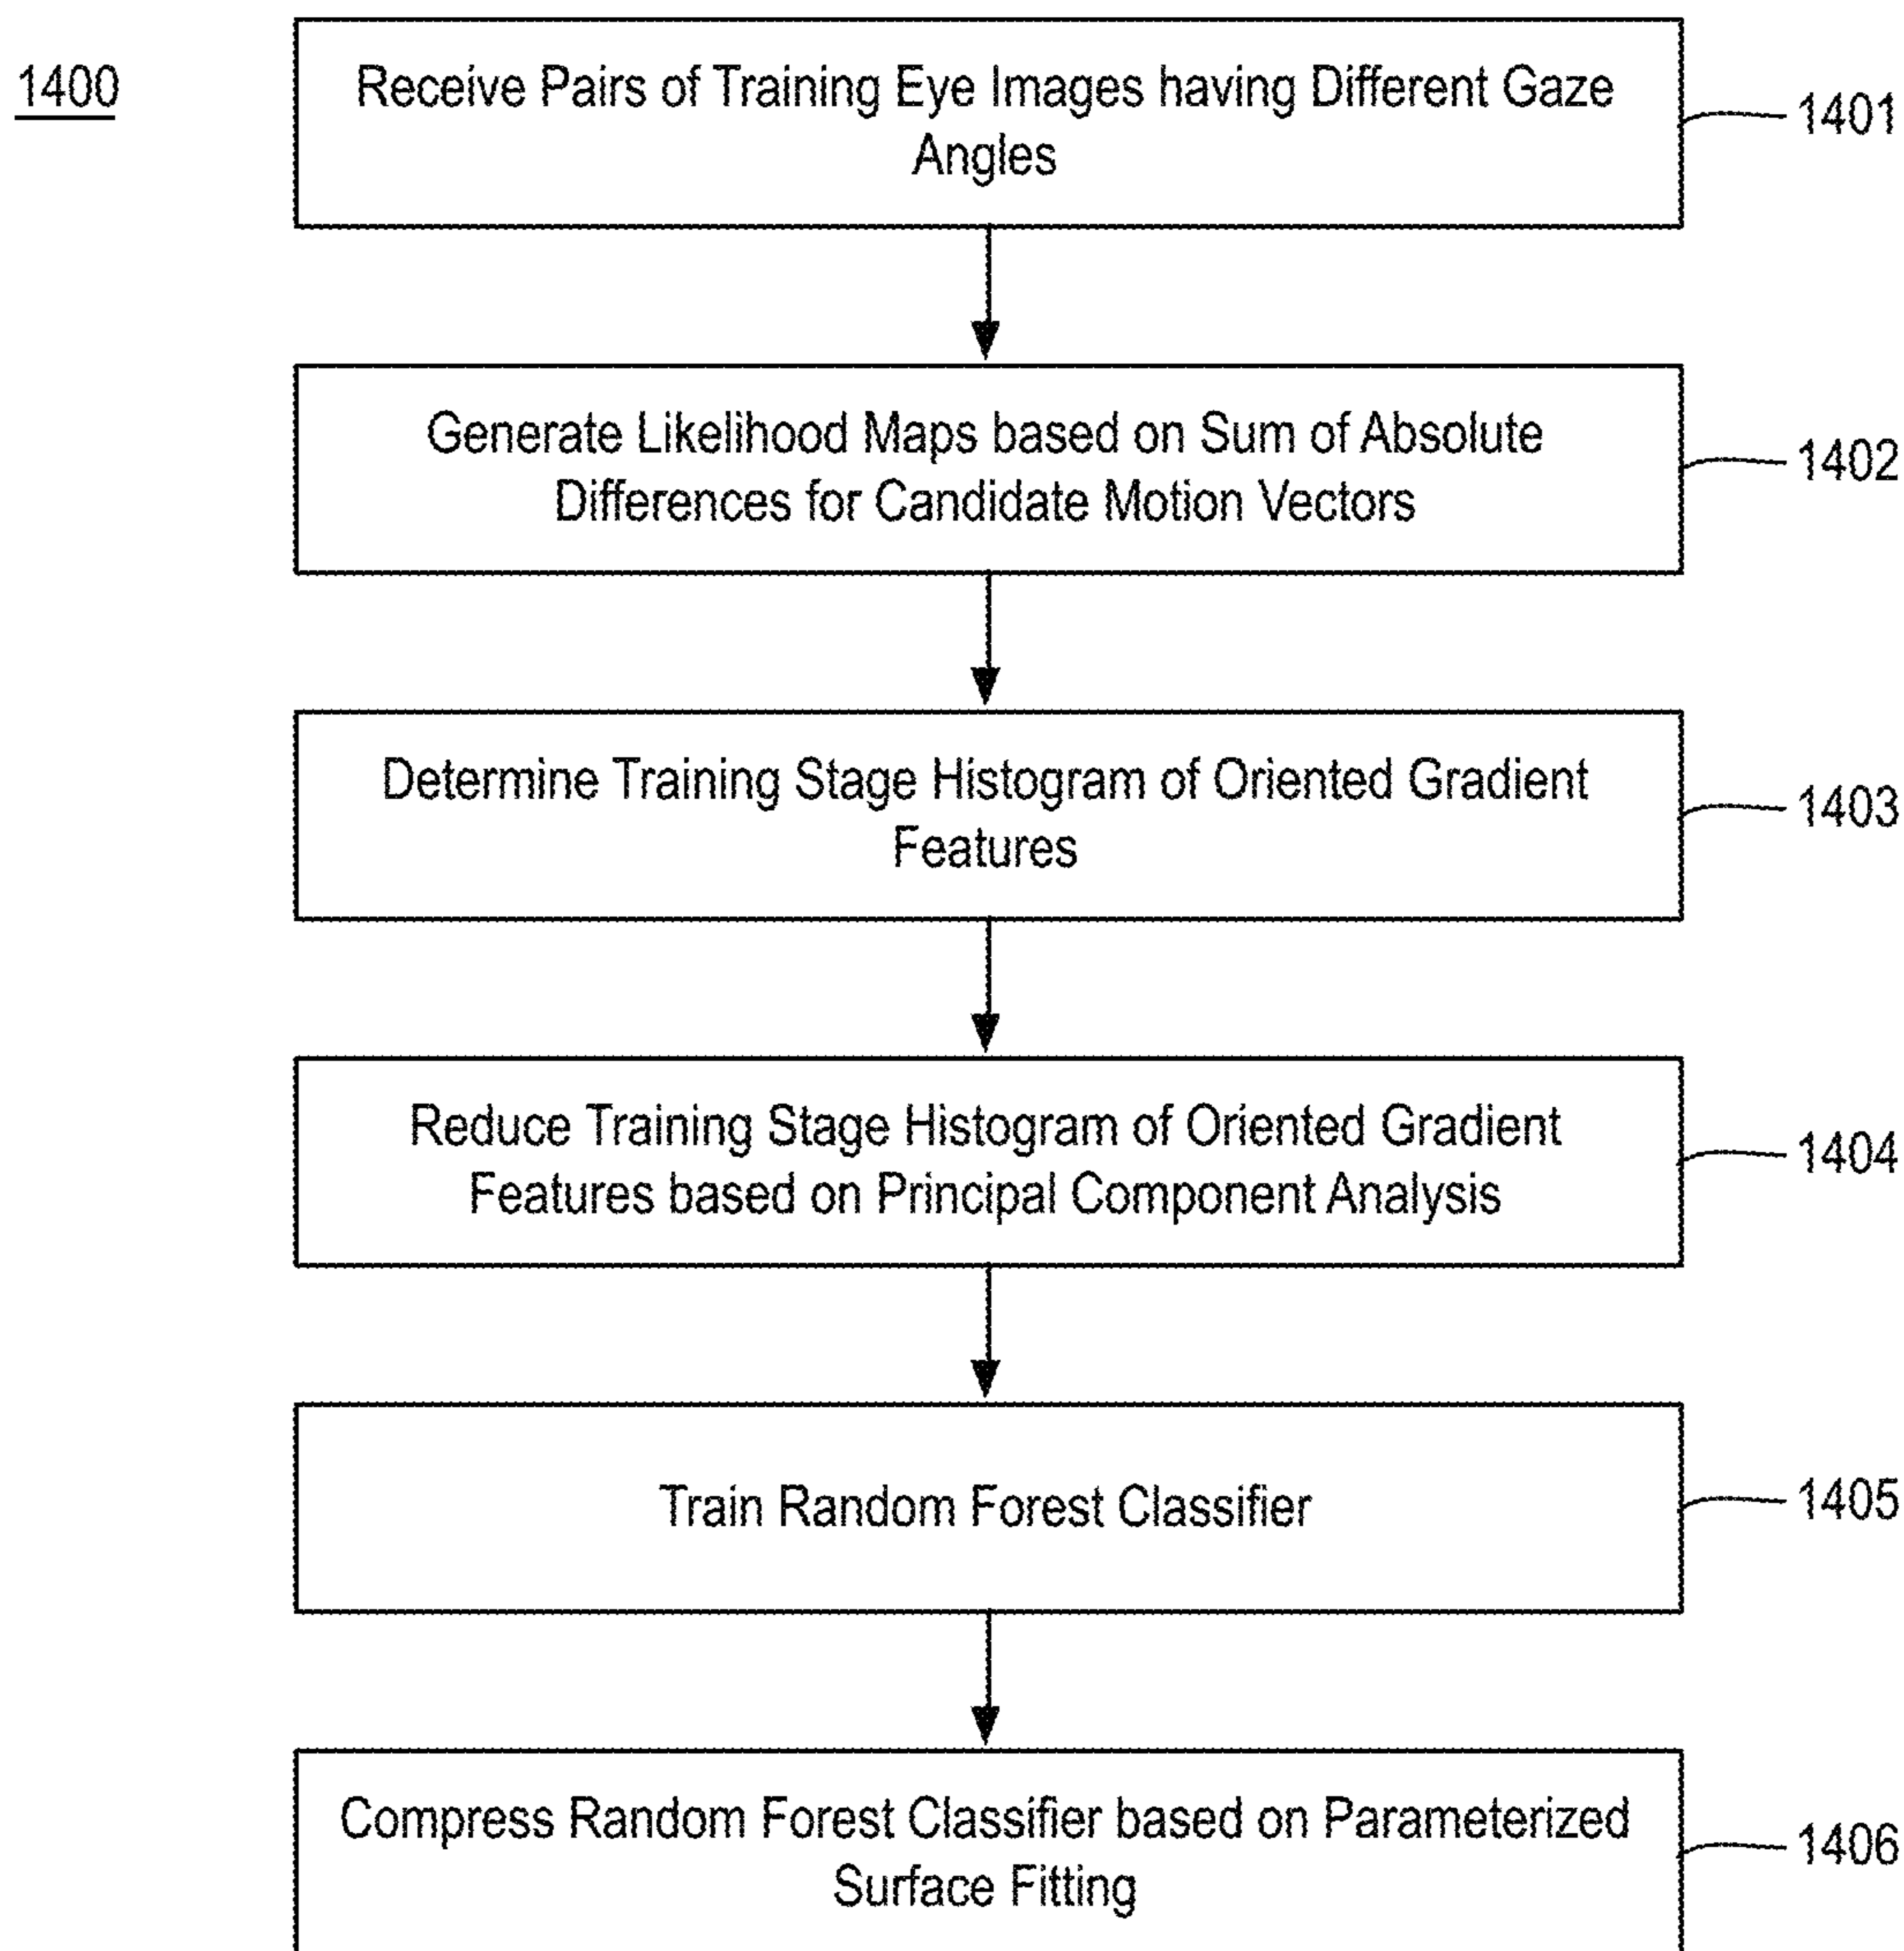 1400
Receive Pairs of Training Eye Images having Different Gaze
Angles
1401
Generate Likelihood Maps based on Sum of Absolute
Differences for Candidate Motion Vectors
1402
Determine Training Stage Histogram of Oriented Gradient
Features
1403
Reduce Training Stage Histogram of Oriented Gradient
Features based on Principal Component Analysis
1404
Train Random Forest Classifier
1405
Compress Random Forest Classifier based on Parameterized
Surface Fitting
1406